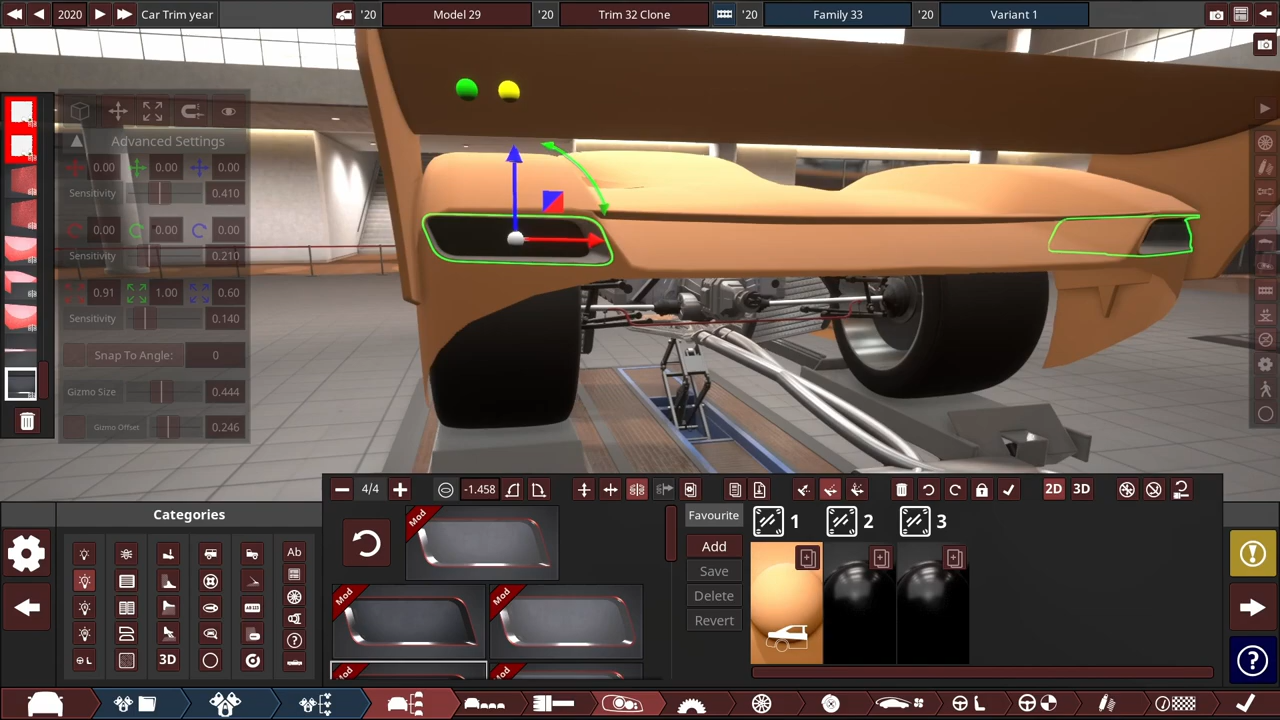 2020 Car Trim year '20 Model 29 '20 Trim 32 Clone '20 Family 33 '20 Variant 1
Advanced Settings
0.00 0.00 0.00
Sensitivity 0.410
0.00 0.00 0.00
Sensitivity 0.210
0.91 1.00 0.60
Sensitivity 0.140
Snap To Angle: 0
Gizmo Size 0.444
Gizmo Offset 0.246
4/4 -1.458 2D 3D
Categories
Ab
3D
L
Mod
Mod
Mod
Mod
Mod
Favourite
Add
Save
Delete
Revert
1 2 3